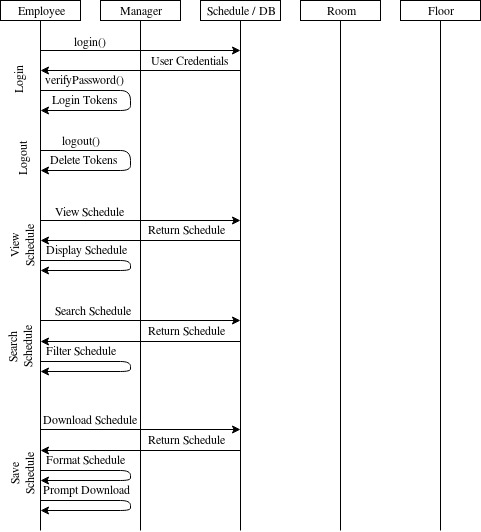 Employee
Manager
Schedule / DB
Room
Floor
Login
login()
User Credentials
verifyPassword()
Login Tokens
Logout
logout()
Delete Tokens
View
Schedule
View Schedule
Return Schedule
Display Schedule
Search
Schedule
Search Schedule
Return Schedule
Filter Schedule
Save
Schedule
Download Schedule
Return Schedule
Format Schedule
Prompt Download